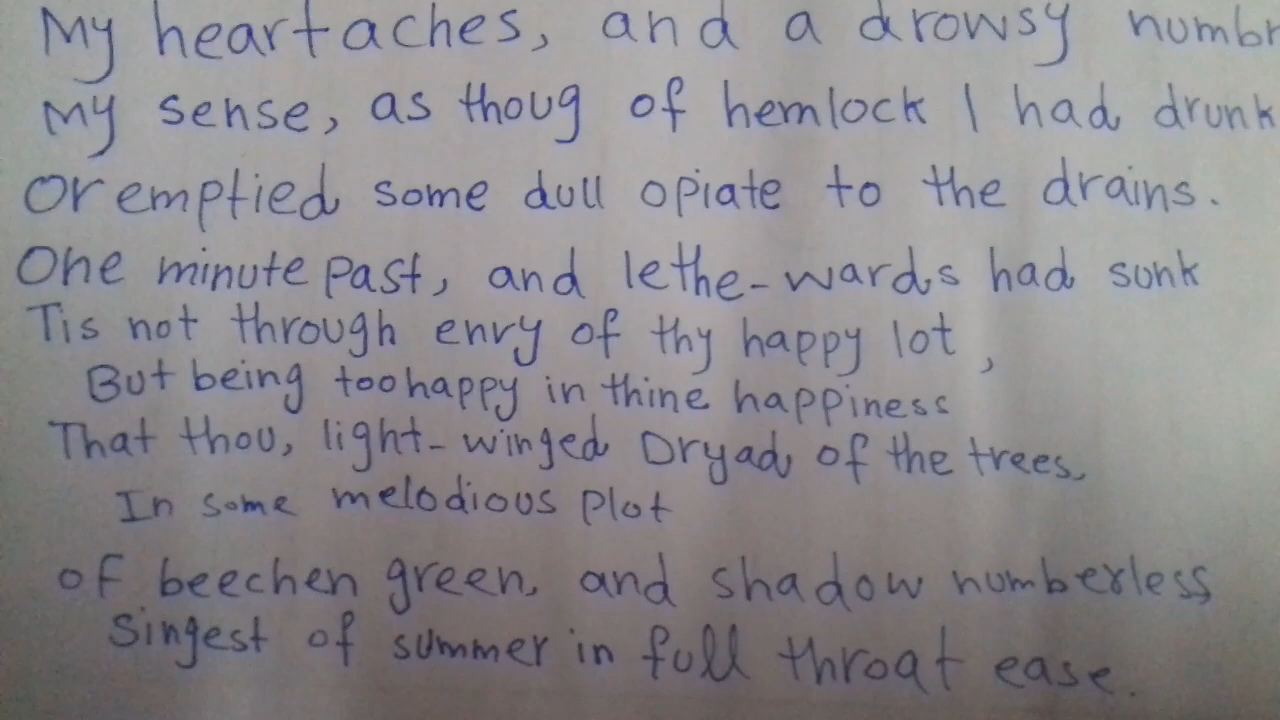 My heart aches, and a drowsy numbr
My sense, as thoug of hemlock I had drunk
Or emptied some dull opiate to the drains.
One minute past, and lethe-wards had sunk
Tis not through envy of thy happy lot,
But being too happy in thine happiness
That thou, light-winged Dryad of the trees,
In some melodious plot
of beechen green, and shadow numberless
Singest of summer in full throat ease.